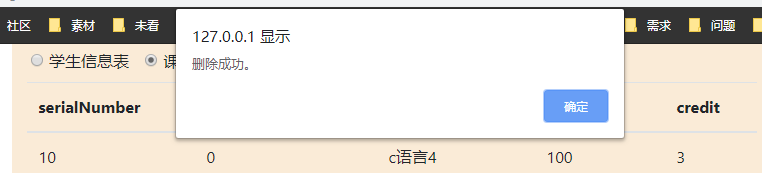 社区 素材 未看 需求 问题
127.0.0.1 显示
删除成功。
确定
学生信息表 课
serialNumber credit
10 0 c语言4 100 3